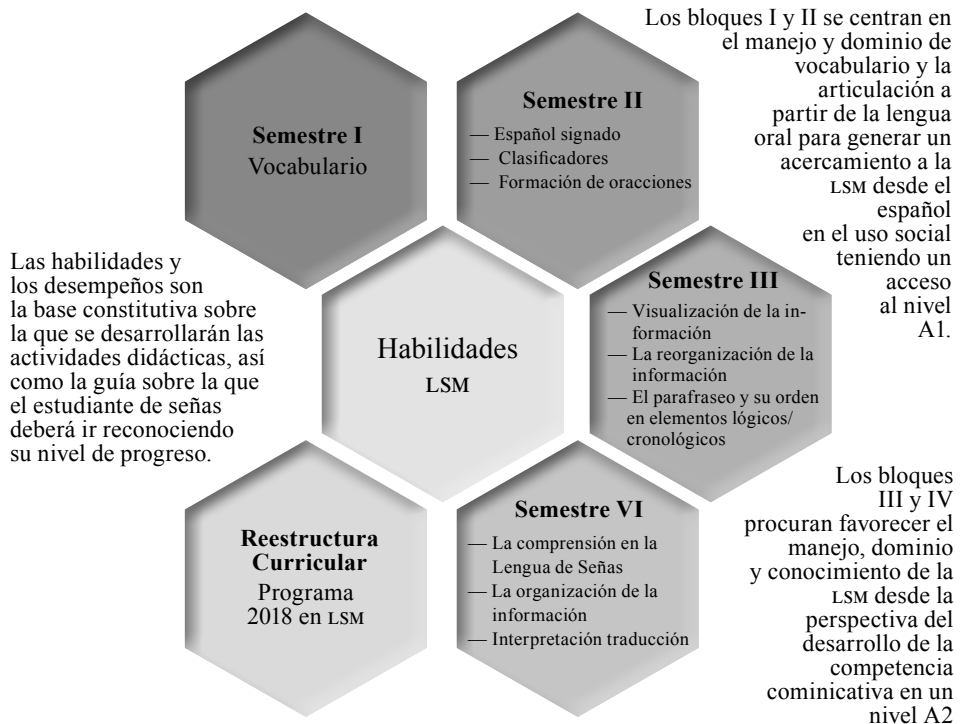 Los bloques I y II se centran en
el manejo y dominio de
vocabulario y la
articulación a
partir de la lengua
oral para generar un
acercamiento a la
LSM desde el
español
en el uso social
teniendo un
acceso
al nivel
A1.
Semestre I
Vocabulario
Semestre II
— Español signado
— Clasificadores
— Formación de oracciones
Las habilidades y
los desempeños son
la base constitutiva sobre
la que se desarrollarán las
actividades didácticas, así
como la guía sobre la que
el estudiante de señas
deberá ir reconociendo
su nivel de progreso.
Habilidades
LSM
Semestre III
— Visualización de la in-
formación
— La reorganización de la
información
— El parafraseo y su orden
en elementos lógicos/
cronológicos
Reestructura
Curricular
Programa
2018 en LSM
Semestre VI
— La comprensión en la
Lengua de Señas
— La organización de la
información
— Interpretación traducción
Los bloques
III y IV
procuran favorecer el
manejo, dominio
y conocimiento de la
LSM desde la
perspectiva del
desarrollo de la
competencia
cominicativa en un
nivel A2